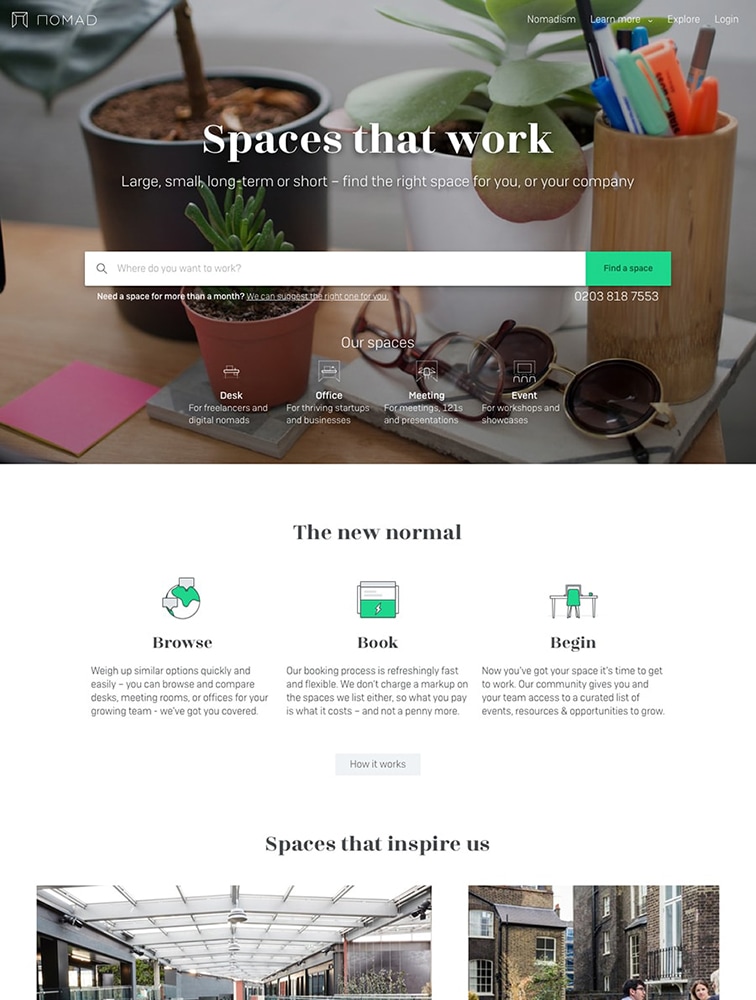 NOMAD
Nomadism Learn more Explore Login
Spaces that work
Large, small, long-term or short – find the right space for you, or your company
Where do you want to work?
Find a space
Need a space for more than a month? We can suggest the right one for you.
0203 818 7553
Our spaces
Desk
For freelancers and
digital nomads
Office
For thriving startups
and businesses
Meeting
For meetings, 121s
and presentations
Event
For workshops and
showcases
The new normal
Browse
Weigh up similar options quickly and
easily – you can browse and compare
desks, meeting rooms, or offices for your
growing team - we've got you covered.
Book
Our booking process is refreshingly fast
and flexible. We don't charge a markup on
the spaces we list either, so what you pay
is what it costs – and not a penny more.
Begin
Now you've got your space it's time to get
to work. Our community gives you and
your team access to a curated list of
events, resources & opportunities to grow.
How it works
Spaces that inspire us